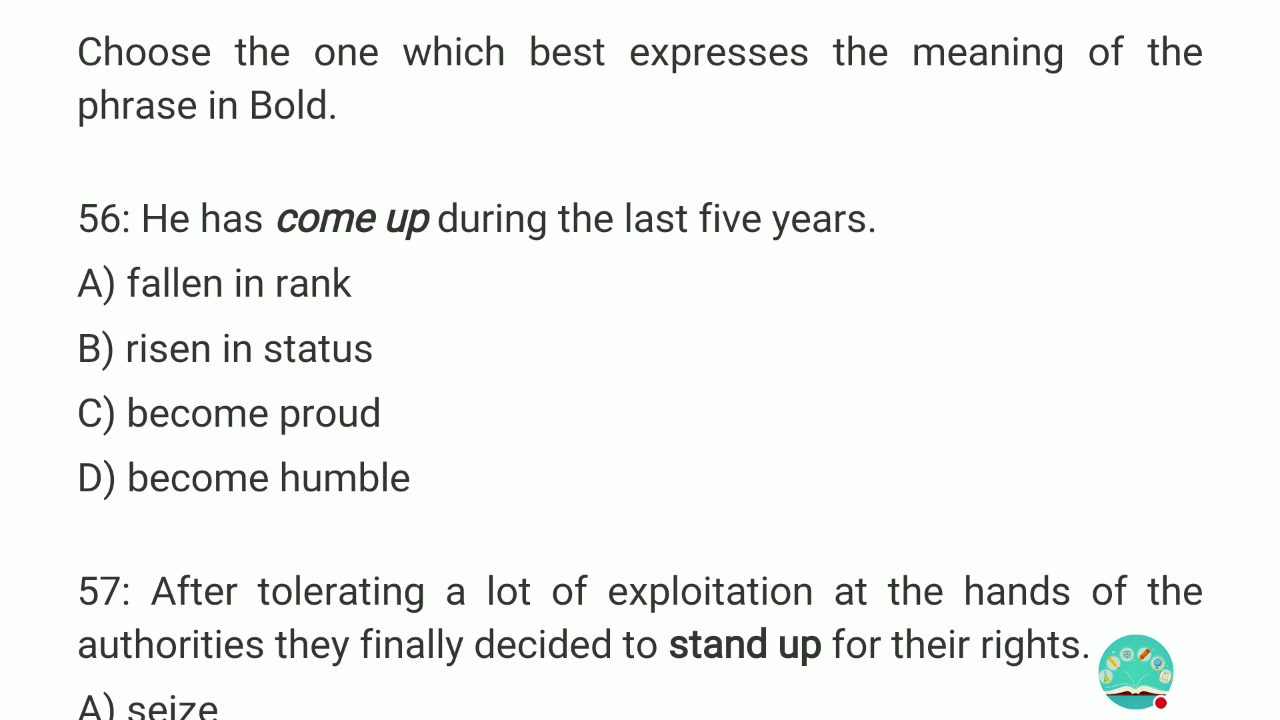 Choose the one which best expresses the meaning of the
phrase in Bold.
56: He has come up during the last five years.
A) fallen in rank
B) risen in status
C) become proud
D) become humble
57: After tolerating a lot of exploitation at the hands of the
authorities they finally decided to stand up for their rights.
A) seize